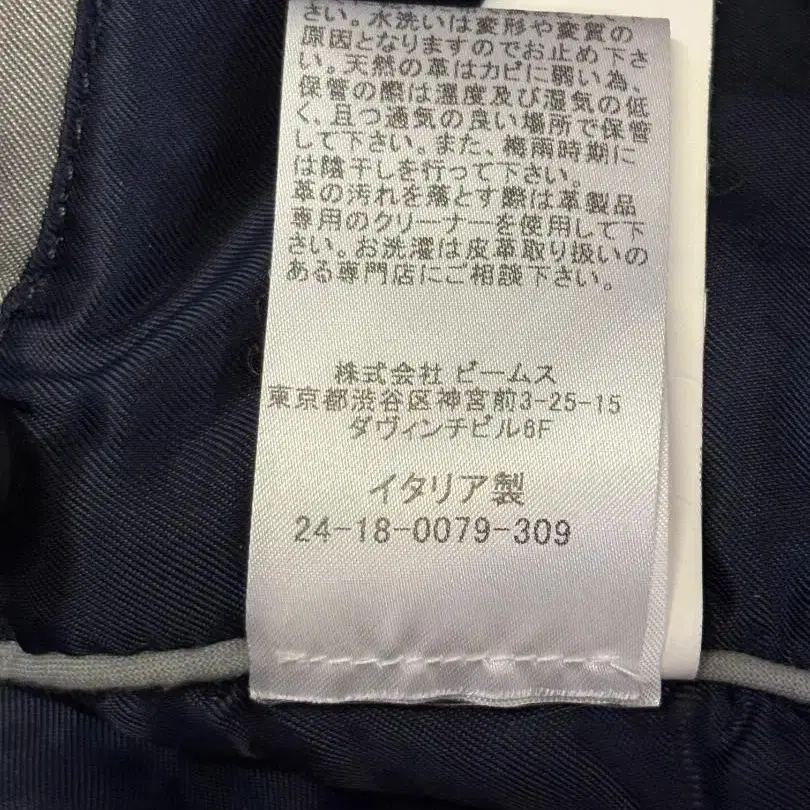 さい。水洗いは変形や変質の
原因となりますのでお止め下さ
い。天然の革はカビに弱い為、
保管の際は温度及び湿気の低
く、且つ通気の良い場所で保管
して下さい。また、梅雨時期に
は陰干しを行って下さい。
革の汚れを落とす際は革製品
専用のクリーナーを使用して下
さい。お洗濯は皮革取り扱いの
ある専門店にご相談下さい。
株式会社 ビームス
東京都渋谷区神宮前3-25-15
ダヴィンチビル6F
イタリア製
24-18-0079-309